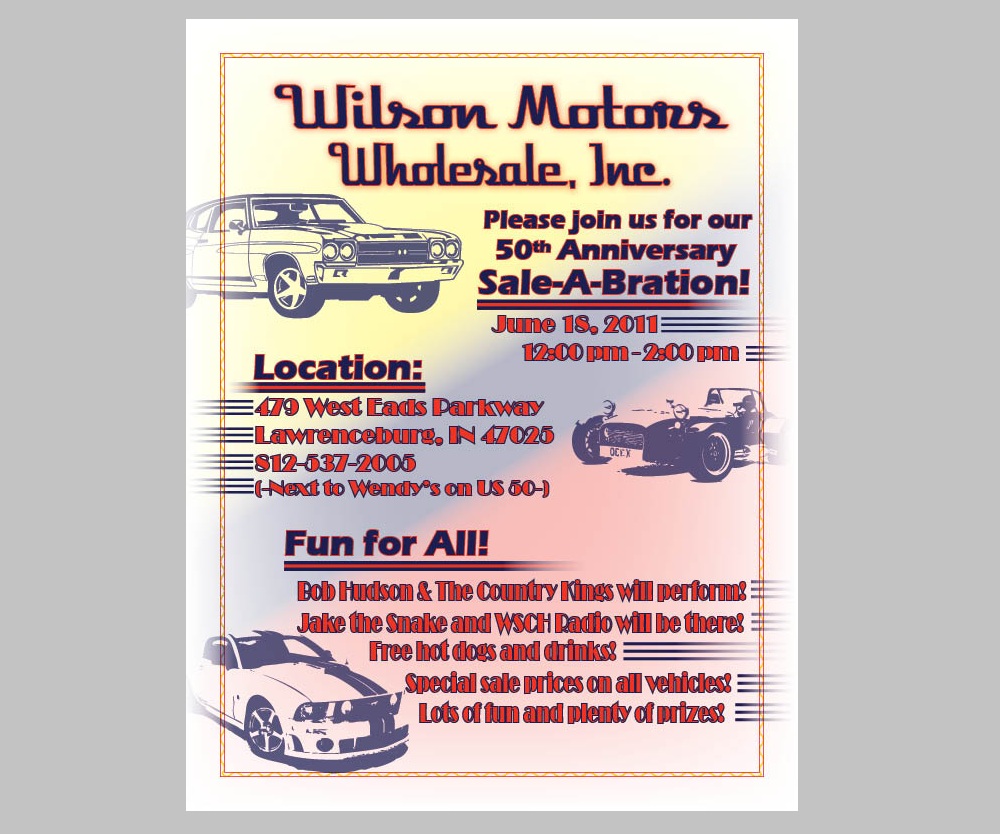 Wilson Motors
Wholesale, Inc.
Please join us for our
50th Anniversary
Sale-A-Bration!
June 18, 2011
12:00 pm - 2:00 pm
Location:
479 West Eads Parkway
Lawrenceburg, IN 47025
812-537-2005
(-Next to Wendy's on US 50-)
Fun for All!
Bob Hudson & The Country Kings will perform!
Jake the Snake and WSCH Radio will be there!
Free hot dogs and drinks!
Special sale prices on all vehicles!
Lots of fun and plenty of prizes!